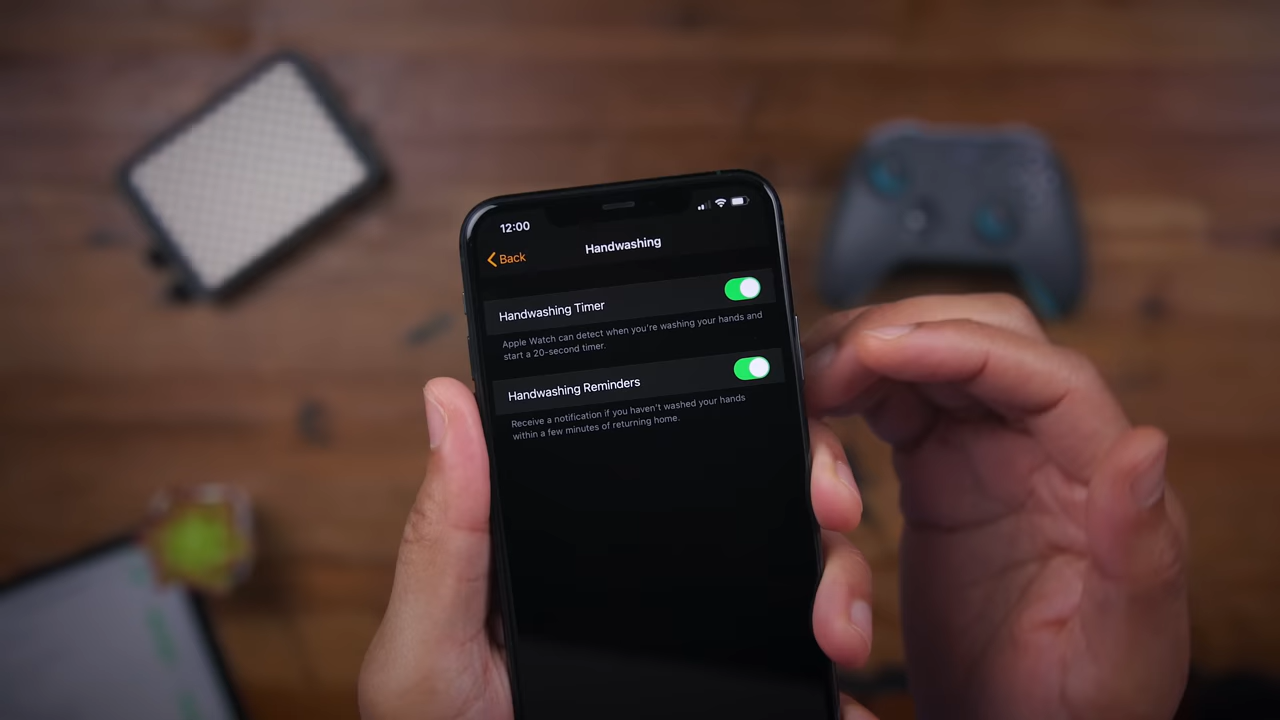 12:00
Back
Handwashing
Handwashing Timer
Apple Watch can detect when you're washing your hands and
start a 20-second timer.
Handwashing Reminders
Receive a notification if you haven't washed your hands
within a few minutes of returning home.